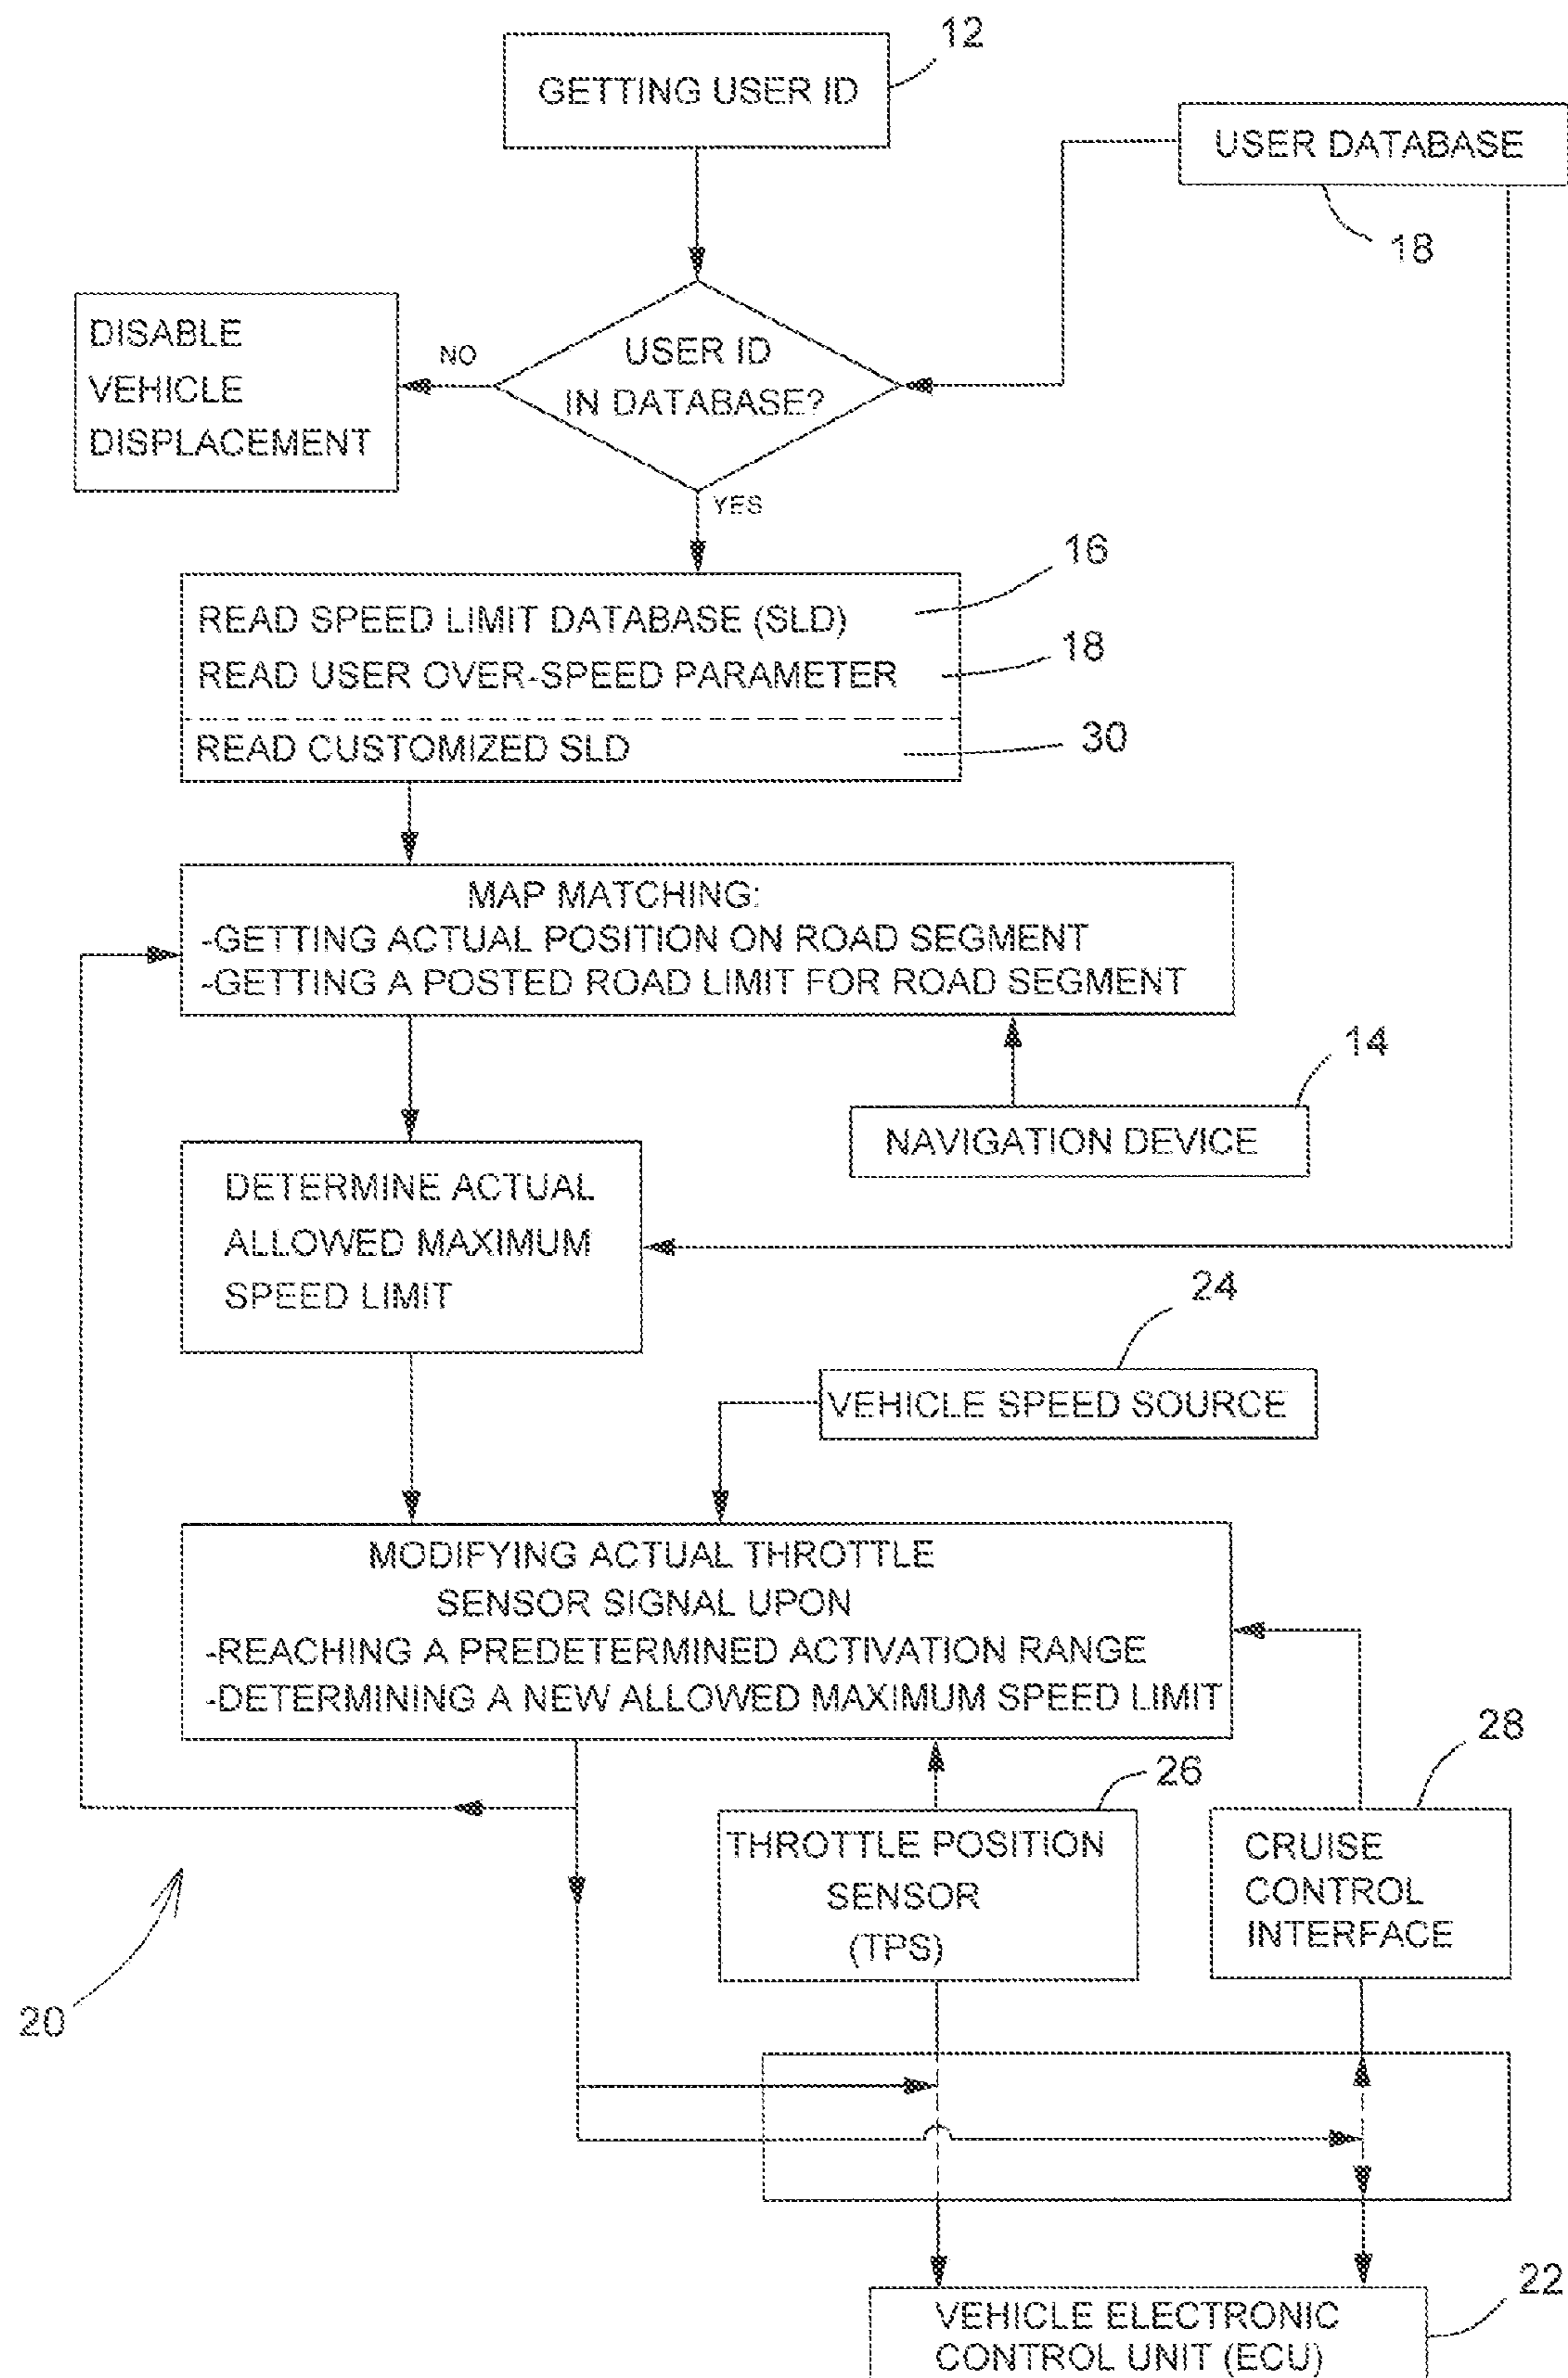 12
GETTING USER ID
USER DATABASE
18
DISABLE
VEHICLE
DISPLACEMENT
NO
USER ID
IN DATABASE?
YES
16
READ SPEED LIMIT DATABASE (SLD)
18
READ USER OVER-SPEED PARAMETER
READ CUSTOMIZED SLD
30
MAP MATCHING:
-GETTING ACTUAL POSITION ON ROAD SEGMENT
-GETTING A POSTED ROAD LIMIT FOR ROAD SEGMENT
14
NAVIGATION DEVICE
DETERMINE ACTUAL
ALLOWED MAXIMUM
SPEED LIMIT
24
VEHICLE SPEED SOURCE
MODIFYING ACTUAL THROTTLE
SENSOR SIGNAL UPON
-REACHING A PREDETERMINED ACTIVATION RANGE
-DETERMINING A NEW ALLOWED MAXIMUM SPEED LIMIT
28
26
THROTTLE POSITION
SENSOR
(TPS)
CRUISE
CONTROL
INTERFACE
20
22
VEHICLE ELECTRONIC
CONTROL UNIT (ECU)